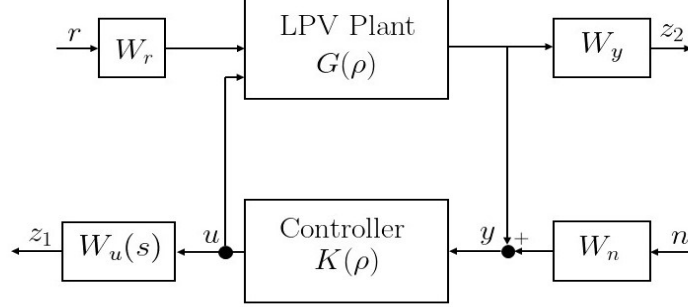 r
W_r
LPV Plant
G(ρ)
W_y
z_2
z_1
W_u(s)
u
Controller
K(ρ)
y
+
W_n
n